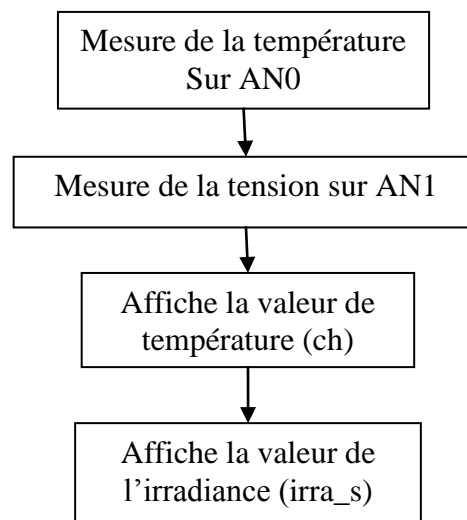 Mesure de la température
Sur AN0
Mesure de la tension sur AN1
Affiche la valeur de
température (ch)
Affiche la valeur de
l’irradiance (irra_s)